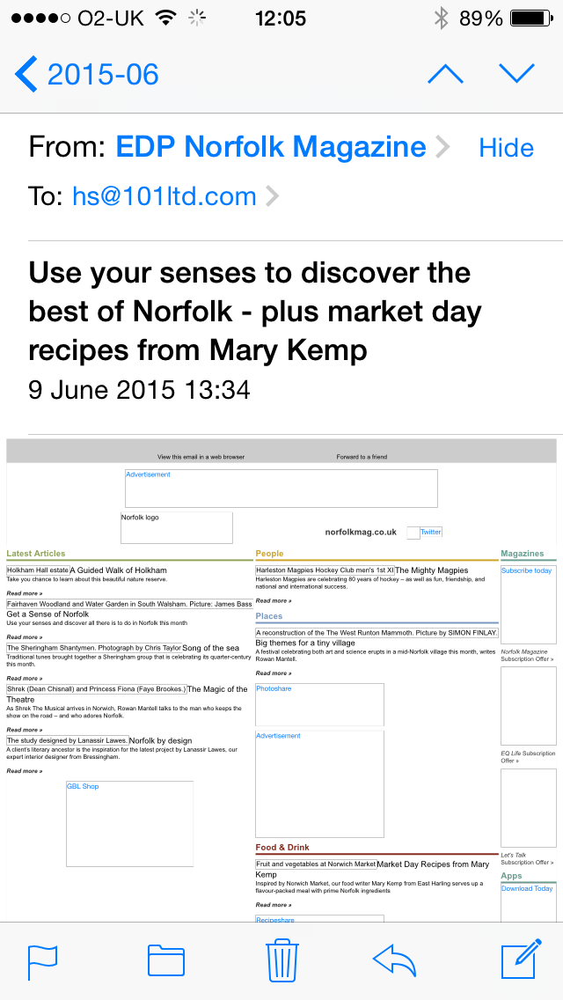 O2-UK 12:05 89%
2015-06
From: EDP Norfolk Magazine Hide
To: hs@101ltd.com
Use your senses to discover the
best of Norfolk - plus market day
recipes from Mary Kemp
9 June 2015 13:34
View this email in a web browser Forward to a friend
Advertisement
Norfolk logo
norfolkmag.co.uk Twitter
Latest Articles
Holkham Hall estate A Guided Walk of Holkham
Take you chance to learn about this beautiful nature reserve.
Read more »
Fairhaven Woodland and Water Garden in South Walsham. Picture: James Bass
Get a Sense of Norfolk
Use your senses and discover all there is to do in Norfolk this month
Read more »
The Sheringham Shantymen. Photograph by Chris Taylor Song of the sea
Traditional tunes brought together a Sheringham group that is celebrating its quarter-century
this month.
Read more »
Shrek (Dean Chisnall) and Princess Fiona (Faye Brookes.) The Magic of the
Theatre
As Shrek The Musical arrives in Norwich, Rowan Mantell talks to the man who keeps the
show on the road – and who adores Norfolk.
Read more »
The study designed by Lanassir Lawes. Norfolk by design
A client's literary ancestor is the inspiration for the latest project by Lanassir Lawes, our
expert interior designer from Bressingham.
Read more »
GBL Shop
People
Harleston Magpies Hockey Club men's 1st XI The Mighty Magpies
Harleston Magpies are celebrating 80 years of hockey – as well as fun, friendship, and
national and international success.
Read more »
Places
A reconstruction of the The West Runton Mammoth. Picture by SIMON FINLAY.
Big themes for a tiny village
A festival celebrating both art and science erupts in a mid-Norfolk village this month, writes
Rowan Mantell.
Read more »
Photoshare
Advertisement
Food & Drink
Fruit and vegetables at Norwich Market Market Day Recipes from Mary
Kemp
Inspired by Norwich Market, our food writer Mary Kemp from East Harling serves up a
flavour-packed meal with prime Norfolk ingredients
Read more »
Recipeshare
Magazines
Subscribe today
Norfolk Magazine
Subscription Offer »
EQ Life Subscription
Offer »
Let's Talk
Subscription Offer »
Apps
Download Today